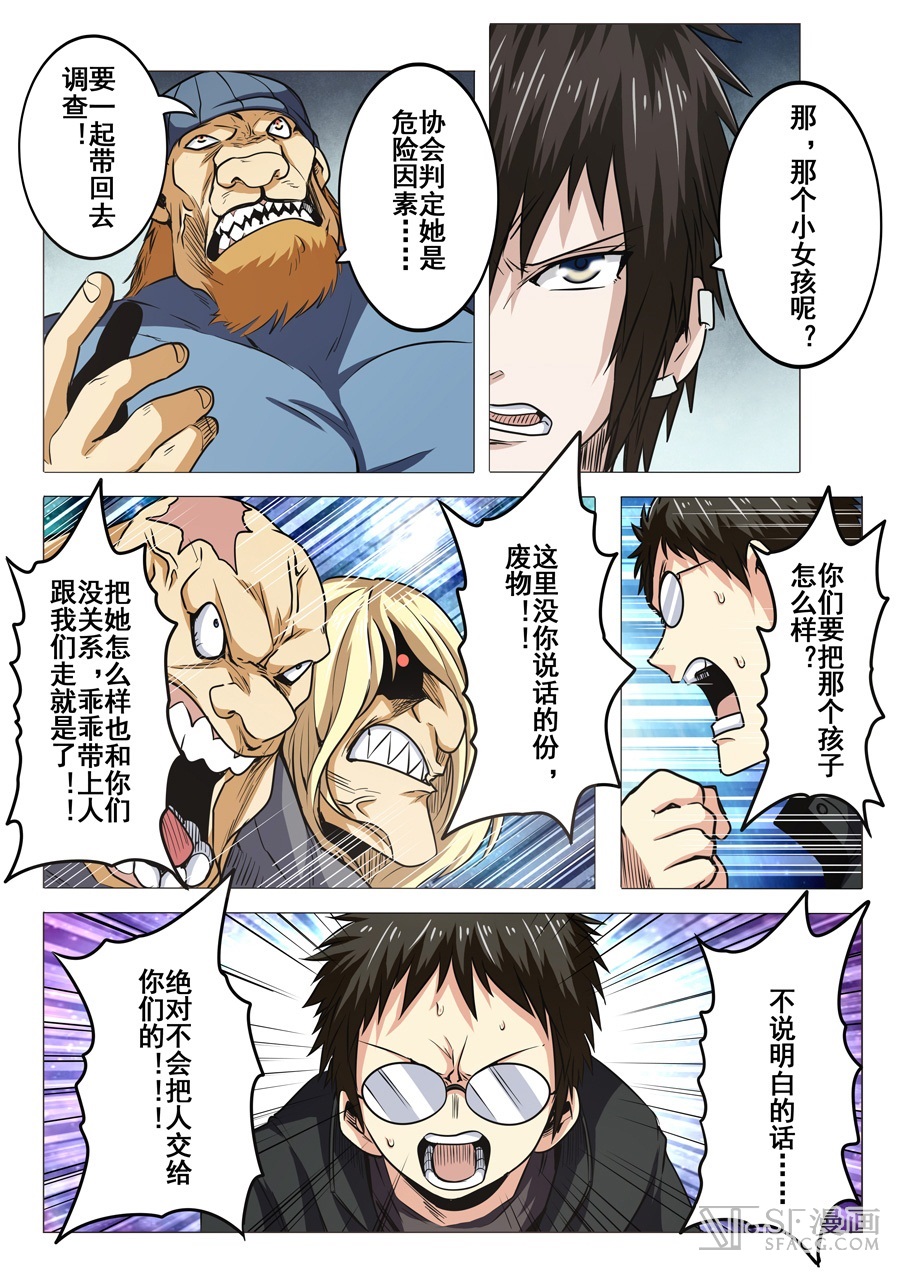 那，那个小女孩呢？
协会判定她是
危险因素……
要一起带回去
调查！
你们要把那个孩子
怎么样？
这里没你说话的份，
废物！！
把她怎么样也和你们
没关系，乖乖带上人
跟我们走就是了！！
不说明白的话……
绝对不会把人交给
你们的！！！
SF漫画
SFACG.COM